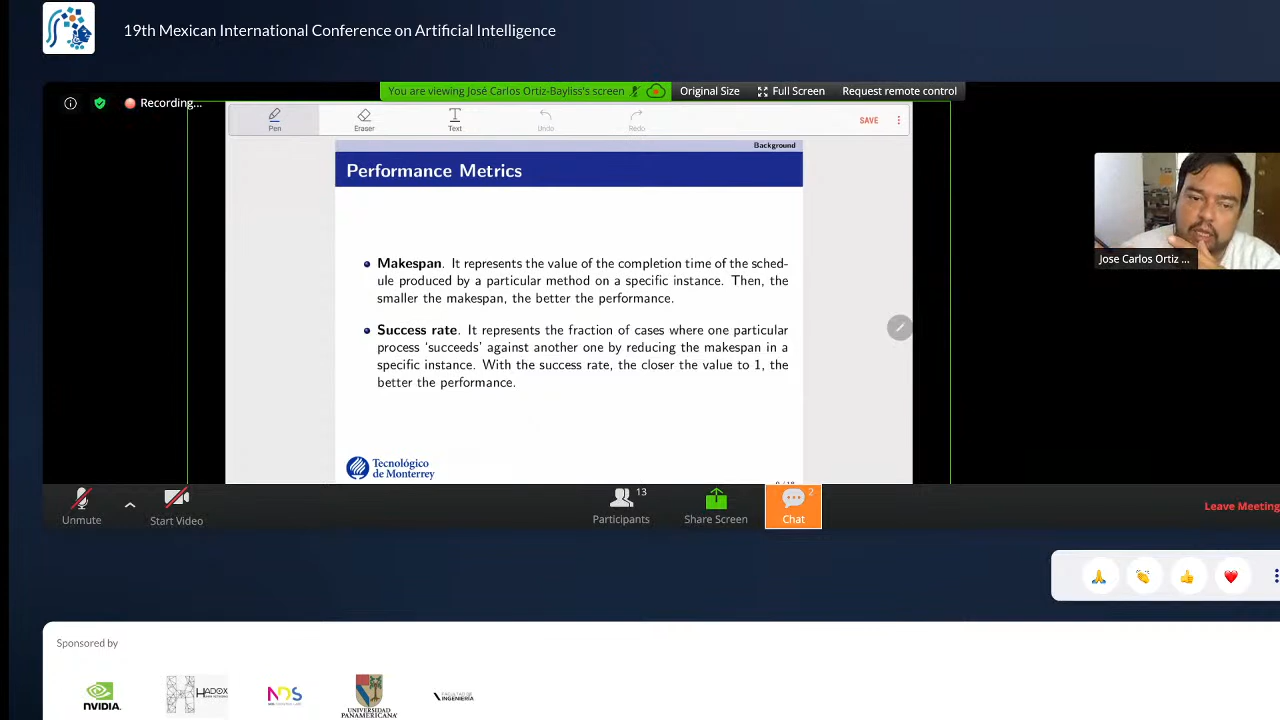 19th Mexican International Conference on Artificial Intelligence
Recording...
You are viewing José Carlos Ortiz-Bayliss's screen
Original Size
Full Screen
Request remote control
Pen
Eraser
Text
Undo
Redo
SAVE
Background
Performance Metrics
Makespan. It represents the value of the completion time of the sched-
ule produced by a particular method on a specific instance. Then, the
smaller the makespan, the better the performance.
Success rate. It represents the fraction of cases where one particular
process ‘succeeds’ against another one by reducing the makespan in a
specific instance. With the success rate, the closer the value to 1, the
better the performance.
Tecnológico
de Monterrey
Jose Carlos Ortiz ...
Unmute
Start Video
13
Participants
Share Screen
2
Chat
Leave Meeting
Sponsored by
NVIDIA.
HADOX
NDS
UNIVERSIDAD
PANAMERICANA
FACULTAD DE
INGENIERÍA